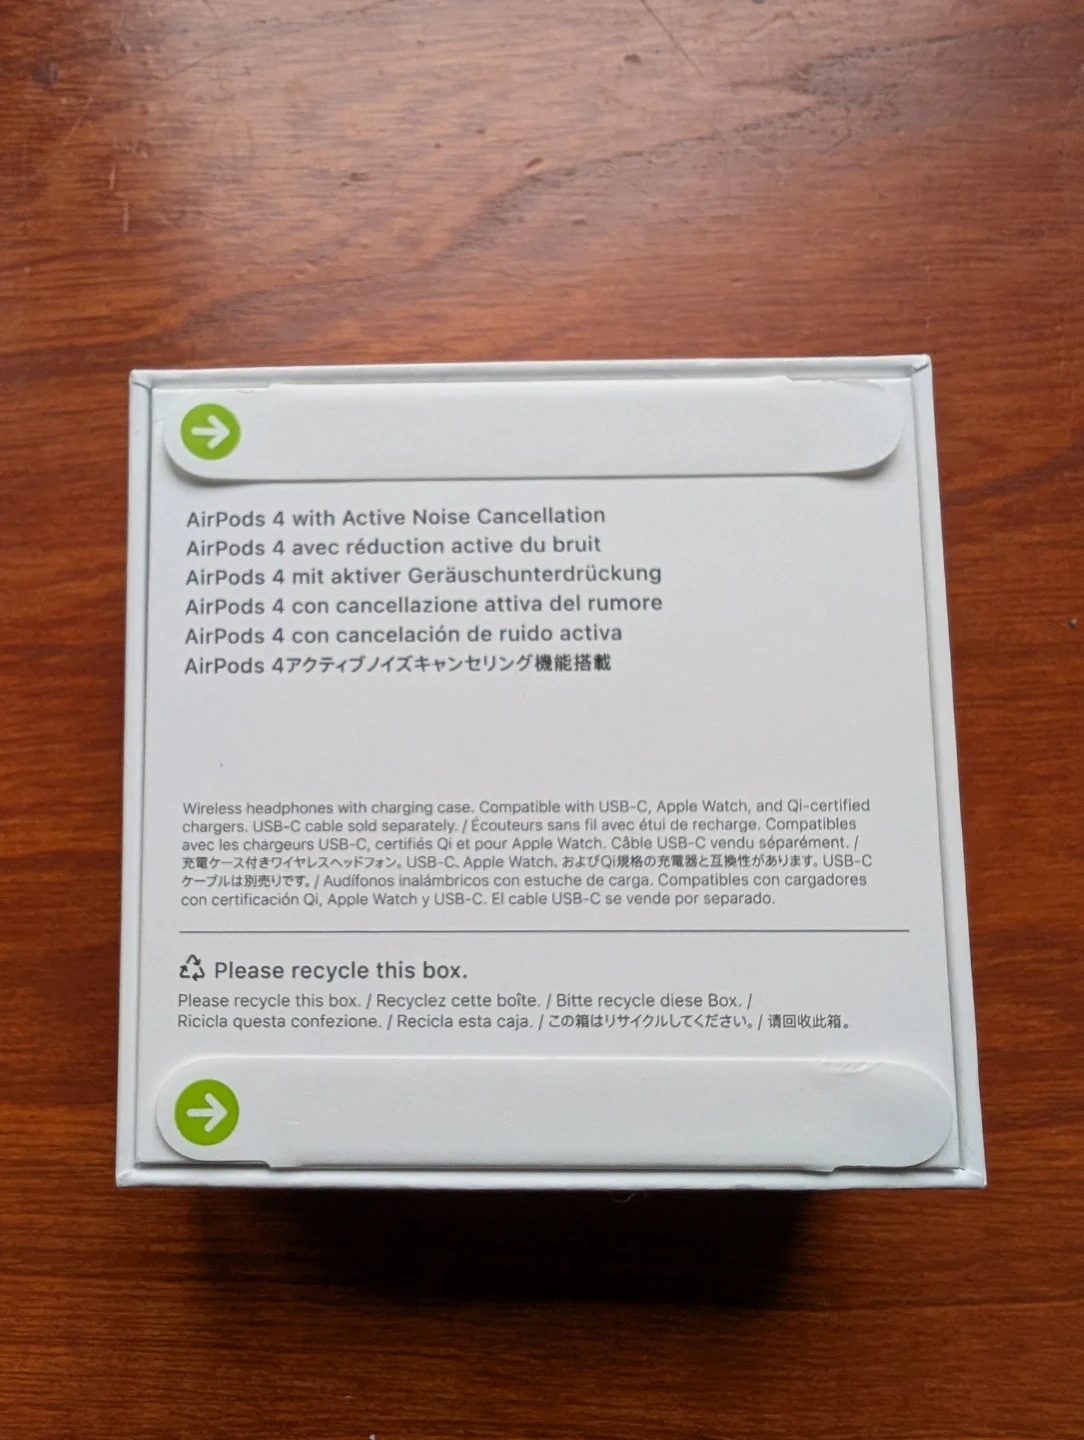 AirPods 4 with Active Noise Cancellation
AirPods 4 avec réduction active du bruit
AirPods 4 mit aktiver Geräuschunterdrückung
AirPods 4 con cancellazione attiva del rumore
AirPods 4 con cancelación de ruido activa
AirPods 4アクティブノイズキャンセリング機能搭載
Wireless headphones with charging case. Compatible with USB-C, Apple Watch, and Qi-certified
chargers. USB-C cable sold separately. / Écouteurs sans fil avec étui de recharge. Compatibles
avec les chargeurs USB-C, certifiés Qi et pour Apple Watch. Câble USB-C vendu séparément. /
充電ケース付きワイヤレスヘッドフォン。USB-C、Apple Watch、およびQi規格の充電器と互換性があります。USB-C
ケーブルは別売りです。/ Audífonos inalámbricos con estuche de carga. Compatibles con cargadores
con certificación Qi, Apple Watch y USB-C. El cable USB-C se vende por separado.
Please recycle this box.
Please recycle this box. / Recyclez cette boîte. / Bitte recycle diese Box. /
Ricicla questa confezione. / Recicla esta caja. / この箱はリサイクルしてください。/ 请回收此箱。